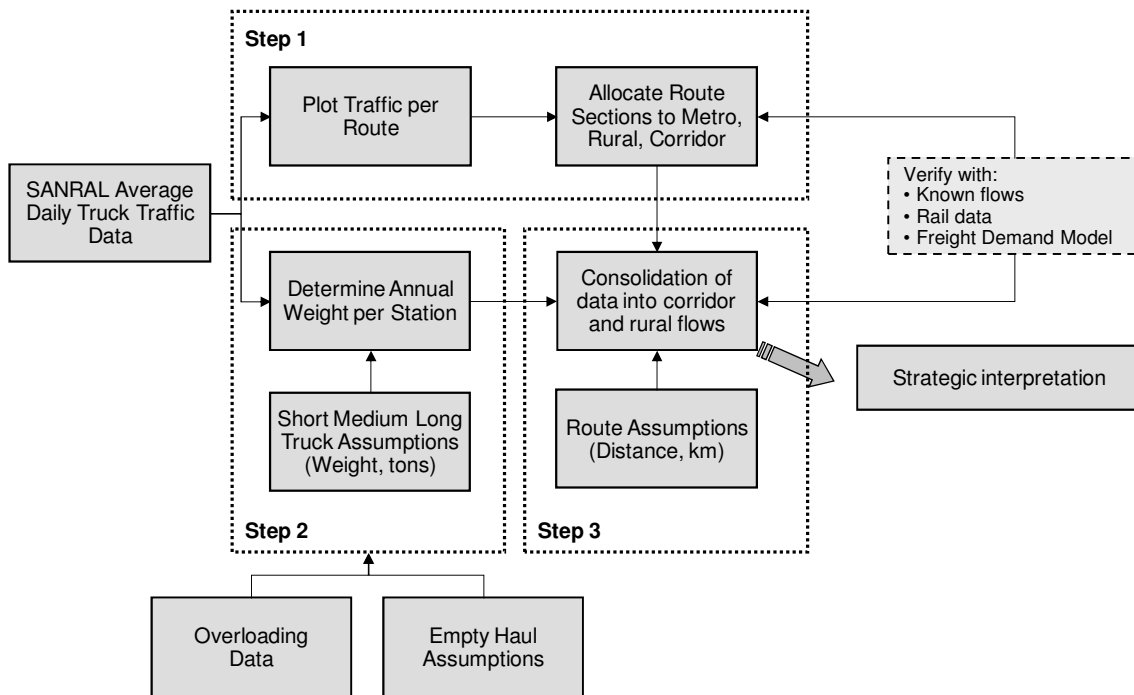 Step 1
Plot Traffic per
Route
Allocate Route
Sections to Metro,
Rural, Corridor
SANRAL Average
Daily Truck Traffic
Data
Verify with:
• Known flows
• Rail data
• Freight Demand Model
Determine Annual
Weight per Station
Consolidation of
data into corridor
and rural flows
Strategic interpretation
Short Medium Long
Truck Assumptions
(Weight, tons)
Route Assumptions
(Distance, km)
Step 2
Step 3
Overloading
Data
Empty Haul
Assumptions